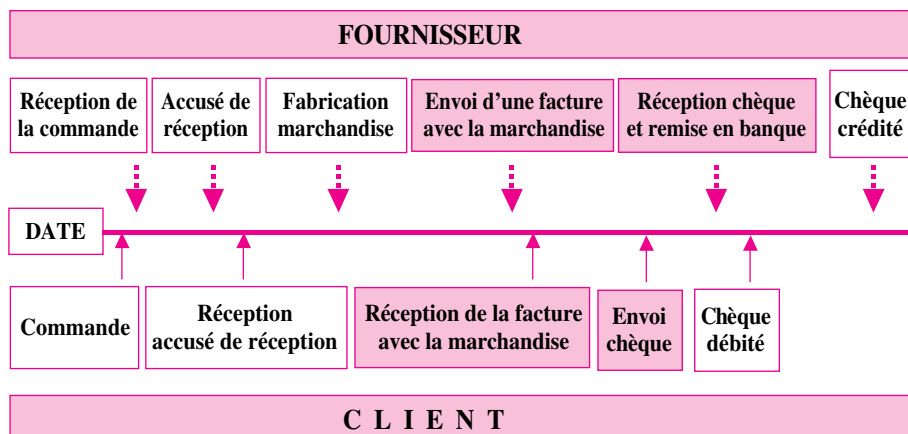 FOURNISSEUR
Réception de
la commande
Accusé de
réception
Fabrication
marchandise
Envoi d'une facture
avec la marchandise
Réception chèque
et remise en banque
Chèque
crédité
DATE
Commande
Réception
accusé de réception
Réception de la facture
avec la marchandise
Envoi
chèque
Chèque
débité
C L I E N T